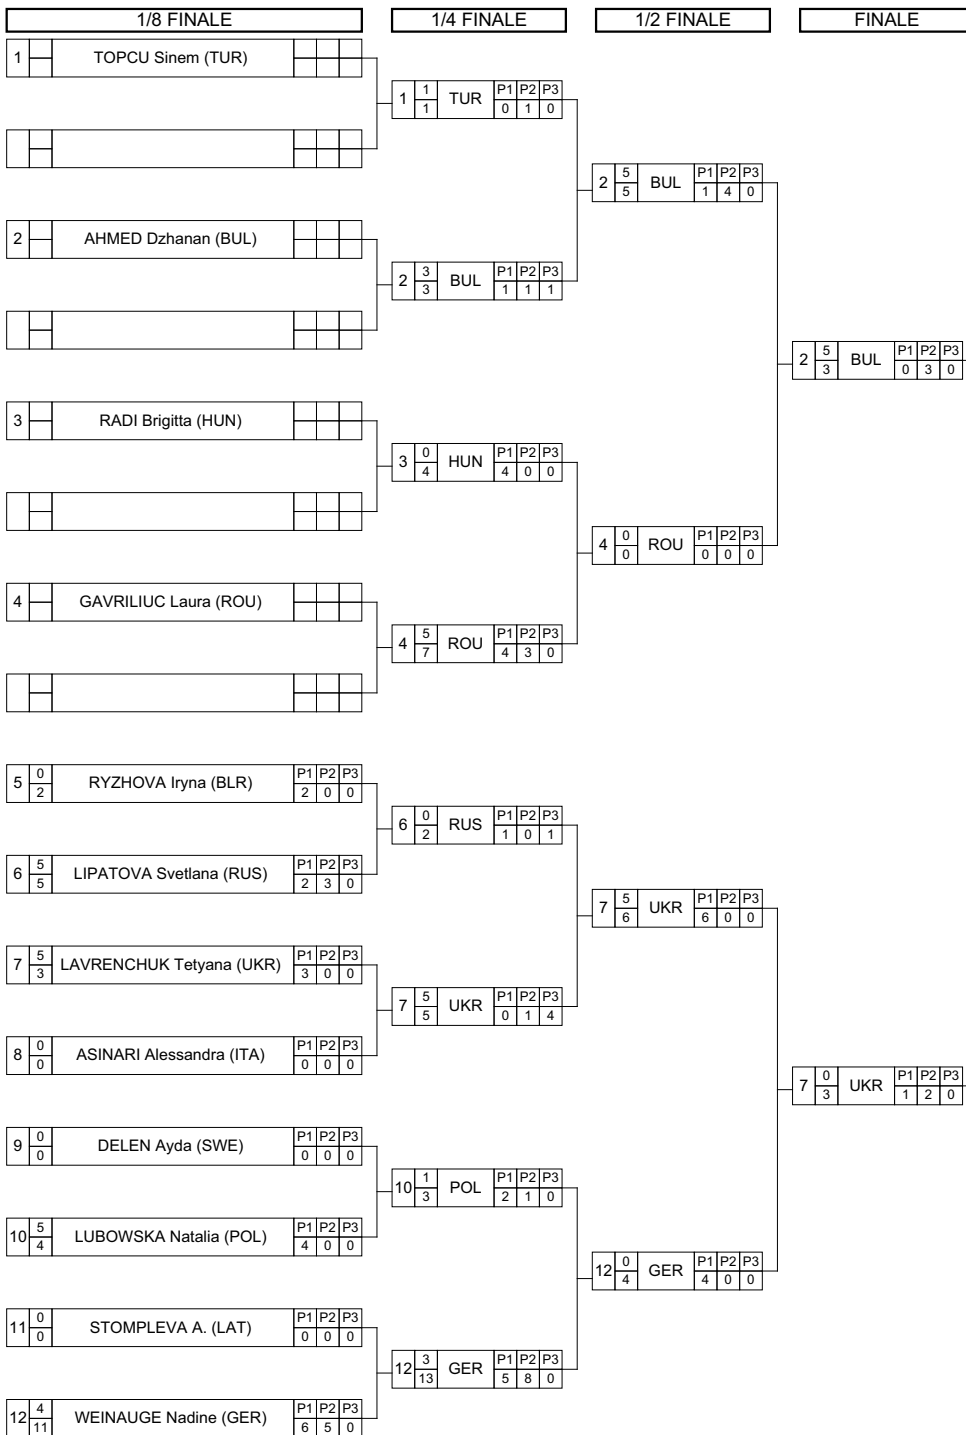 1/8 FINALE 1/4 FINALE 1/2 FINALE FINALE
1 TOPCU Sinem (TUR)
1 1 TUR P1 P2 P3
1 0 1 0
2 5 BUL P1 P2 P3
5 1 4 0
2 AHMED Dzhanan (BUL)
2 3 BUL P1 P2 P3
3 1 1 1
2 5 BUL P1 P2 P3
3 0 3 0
3 RADI Brigitta (HUN)
3 0 HUN P1 P2 P3
4 4 0 0
4 0 ROU P1 P2 P3
0 0 0 0
4 GAVRILIUC Laura (ROU)
4 5 ROU P1 P2 P3
7 4 3 0
5 0 RYZHOVA Iryna (BLR) P1 P2 P3
2 2 0 0
6 0 RUS P1 P2 P3
2 1 0 1
6 5 LIPATOVA Svetlana (RUS) P1 P2 P3
5 2 3 0
7 5 UKR P1 P2 P3
6 6 0 0
7 5 LAVRENCHUK Tetyana (UKR) P1 P2 P3
3 3 0 0
7 5 UKR P1 P2 P3
5 0 1 4
8 0 ASINARI Alessandra (ITA) P1 P2 P3
0 0 0 0
7 0 UKR P1 P2 P3
3 1 2 0
9 0 DELEN Ayda (SWE) P1 P2 P3
0 0 0 0
10 1 POL P1 P2 P3
3 2 1 0
10 5 LUBOWSKA Natalia (POL) P1 P2 P3
4 4 0 0
12 0 GER P1 P2 P3
4 4 0 0
11 0 STOMPLEVA A. (LAT) P1 P2 P3
0 0 0 0
12 3 GER P1 P2 P3
13 5 8 0
12 4 WEINAUGE Nadine (GER) P1 P2 P3
11 6 5 0